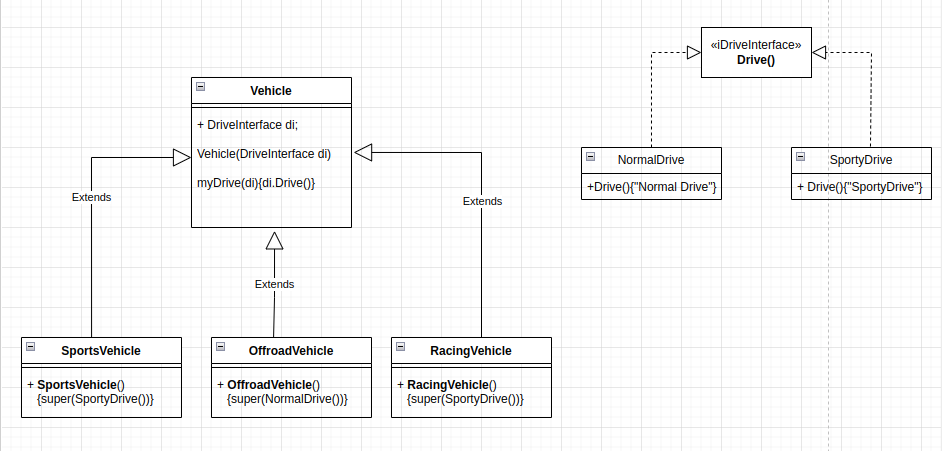 «iDriveInterface»
Drive()
Vehicle
+ DriveInterface di;
Vehicle(DriveInterface di)
myDrive(di){di.Drive()}
NormalDrive
+Drive(){"Normal Drive"}
SportyDrive
+ Drive(){"SportyDrive"}
Extends
Extends
Extends
SportsVehicle
+ SportsVehicle()
{super(SportyDrive())}
OffroadVehicle
+ OffroadVehicle()
{super(NormalDrive())}
RacingVehicle
+ RacingVehicle()
{super(SportyDrive())}